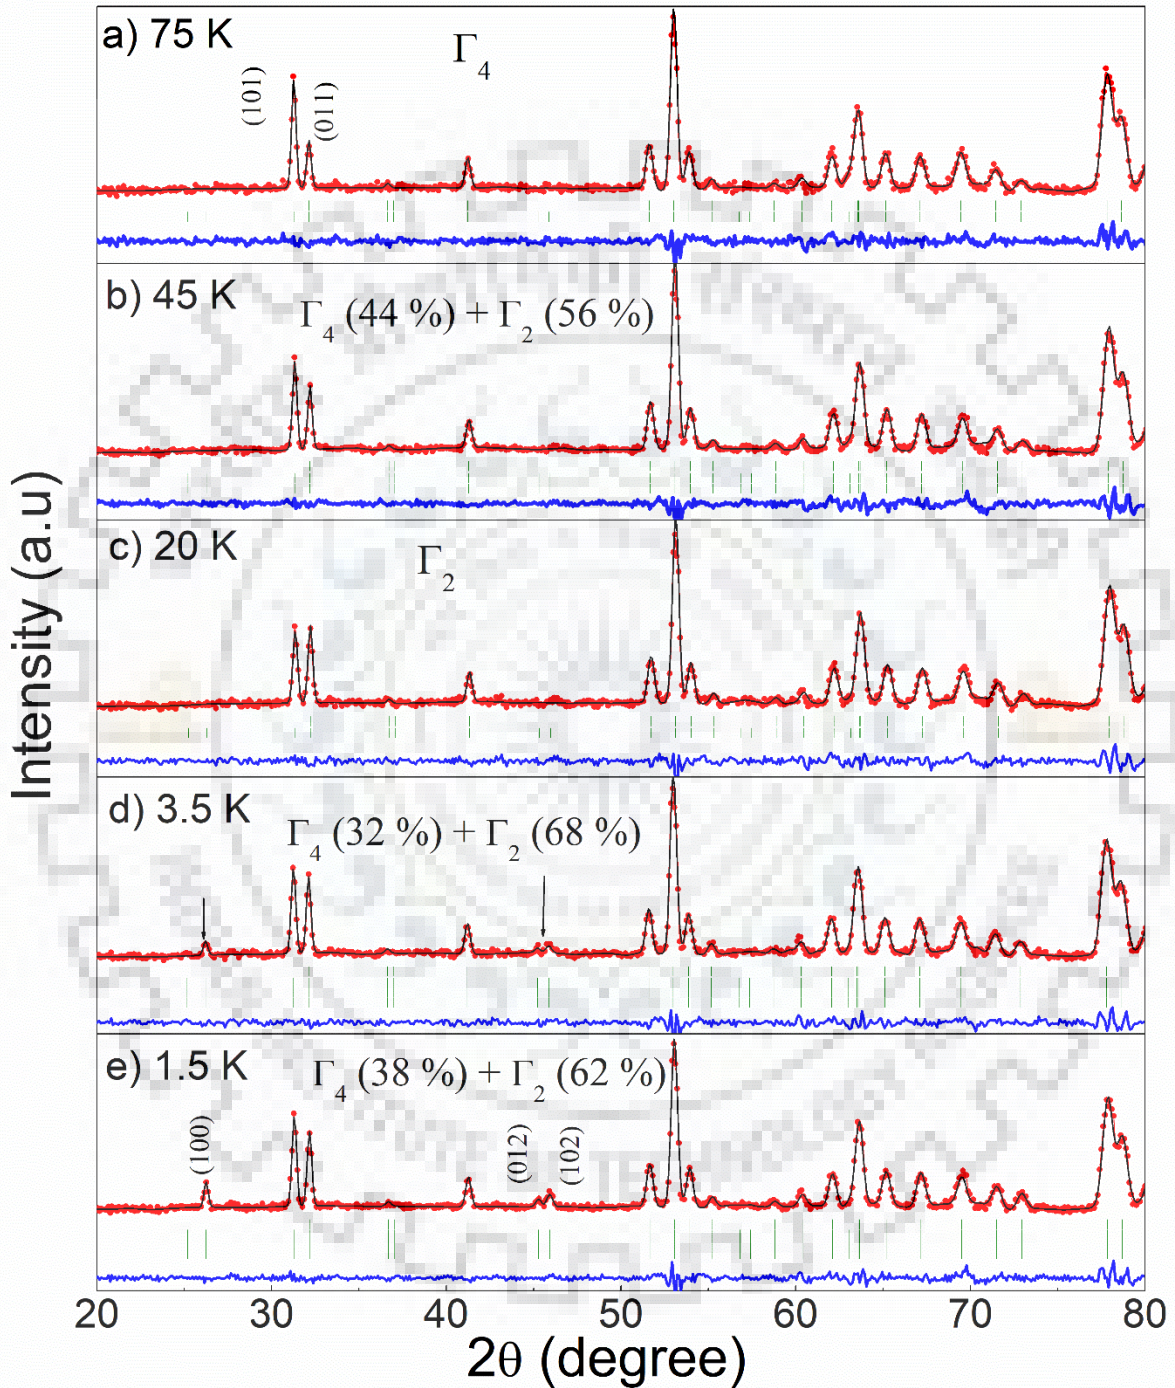 a) 75 K
Γ4
(101)
(011)
b) 45 K
Γ4 (44 %) + Γ2 (56 %)
c) 20 K
Γ2
d) 3.5 K
Γ4 (32 %) + Γ2 (68 %)
e) 1.5 K
Γ4 (38 %) + Γ2 (62 %)
(100)
(012)
(102)
Intensity (a.u)
20 30 40 50 60 70 80
2θ (degree)